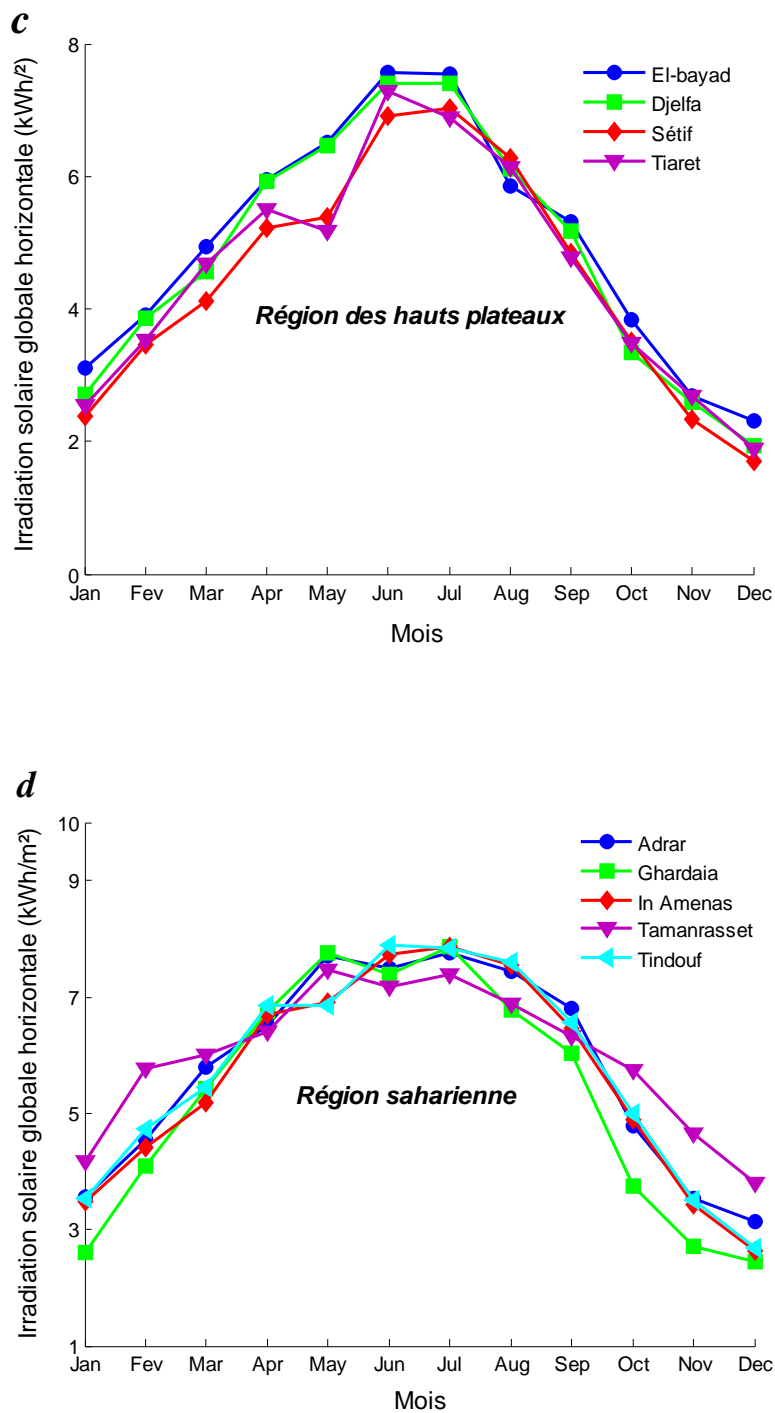 c
Irradiation solaire globale horizontale (kWh/²)
8
6
4
2
0
El-bayad
Djelfa
Sétif
Tiaret
Région des hauts plateaux
Jan Fev Mar Apr May Jun Jul Aug Sep Oct Nov Dec
Mois
d
Irradiation solaire globale horizontale (kWh/m²)
10
9
7
5
3
1
Adrar
Ghardaia
In Amenas
Tamanrasset
Tindouf
Région saharienne
Jan Fev Mar Apr May Jun Jul Aug Sep Oct Nov Dec
Mois